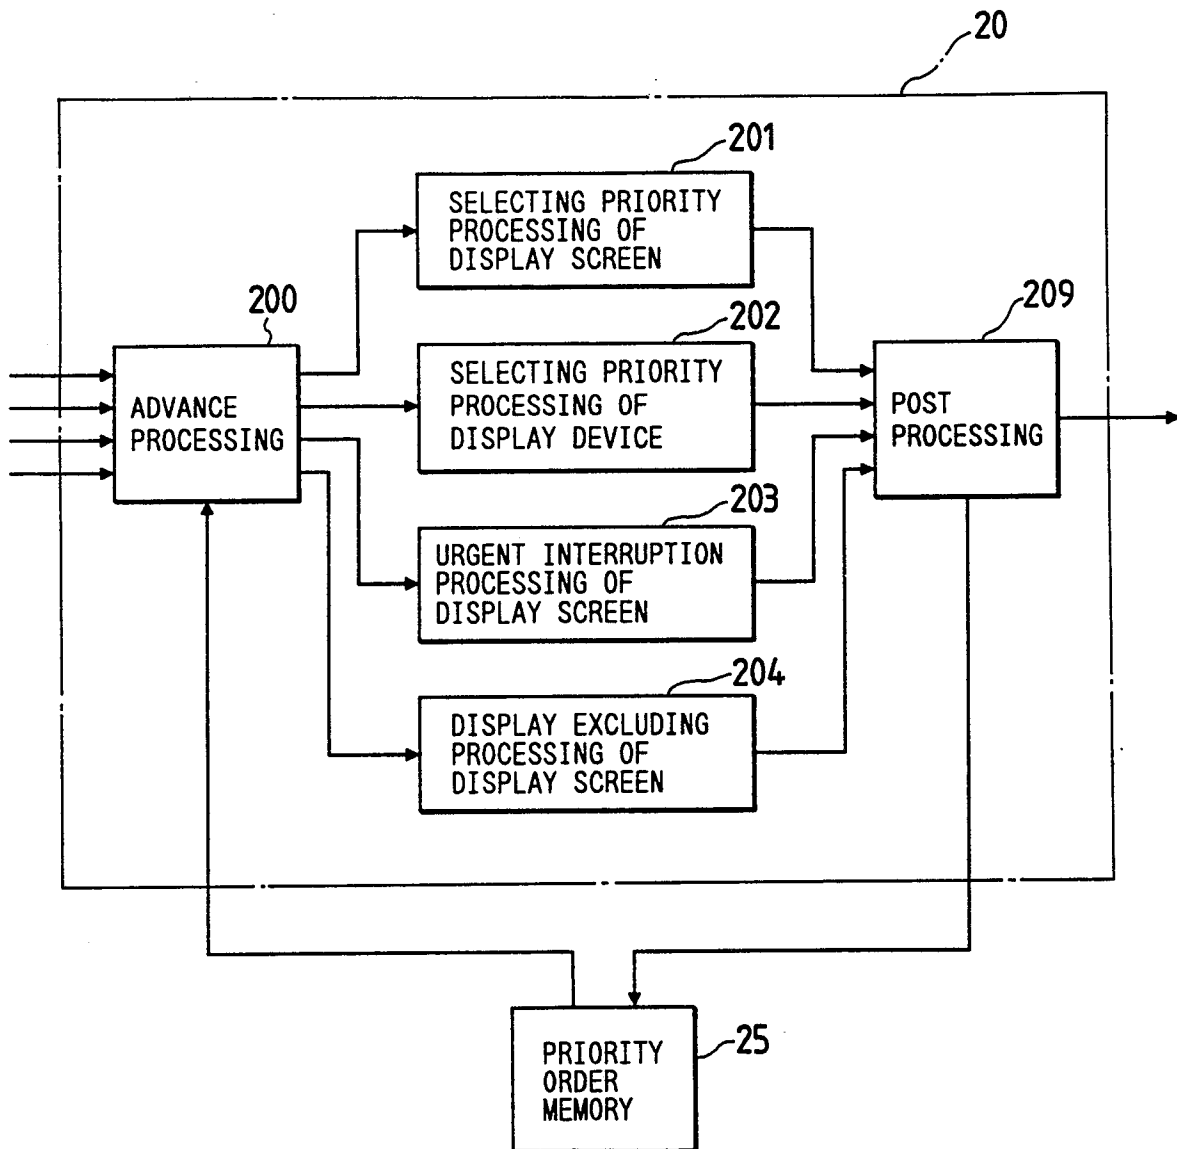 20
201
SELECTING PRIORITY
PROCESSING OF
DISPLAY SCREEN
200
ADVANCE
PROCESSING
202
SELECTING PRIORITY
PROCESSING OF
DISPLAY DEVICE
209
POST
PROCESSING
203
URGENT INTERRUPTION
PROCESSING OF
DISPLAY SCREEN
204
DISPLAY EXCLUDING
PROCESSING OF
DISPLAY SCREEN
25
PRIORITY
ORDER
MEMORY